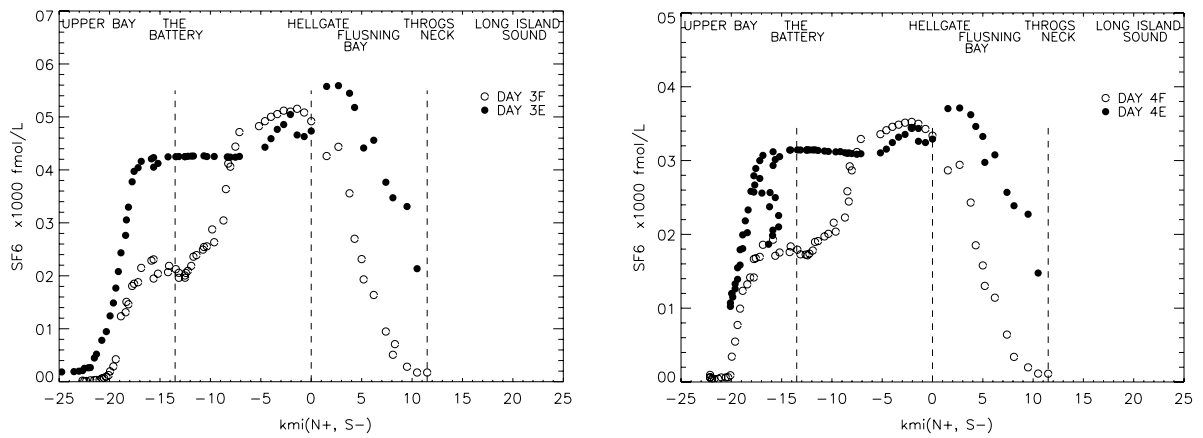 06
UPPER BAY THE BATTERY HELLGATE FLUSNING BAY THROGS NECK LONG ISLAND SOUND
DAY 3F
DAY 3E
05
04
03
02
01
00
SF6 x1000 fmol/L
-25 -20 -15 -10 -5 0 5 10 15 20 25
kmi(N+, S-)
05
UPPER BAY THE BATTERY HELLGATE FLUSNING BAY THROGS NECK LONG ISLAND SOUND
DAY 4F
DAY 4E
04
03
02
01
00
SF6 x1000 fmol/L
-25 -20 -15 -10 -5 0 5 10 15 20 25
kmi(N+, S-)